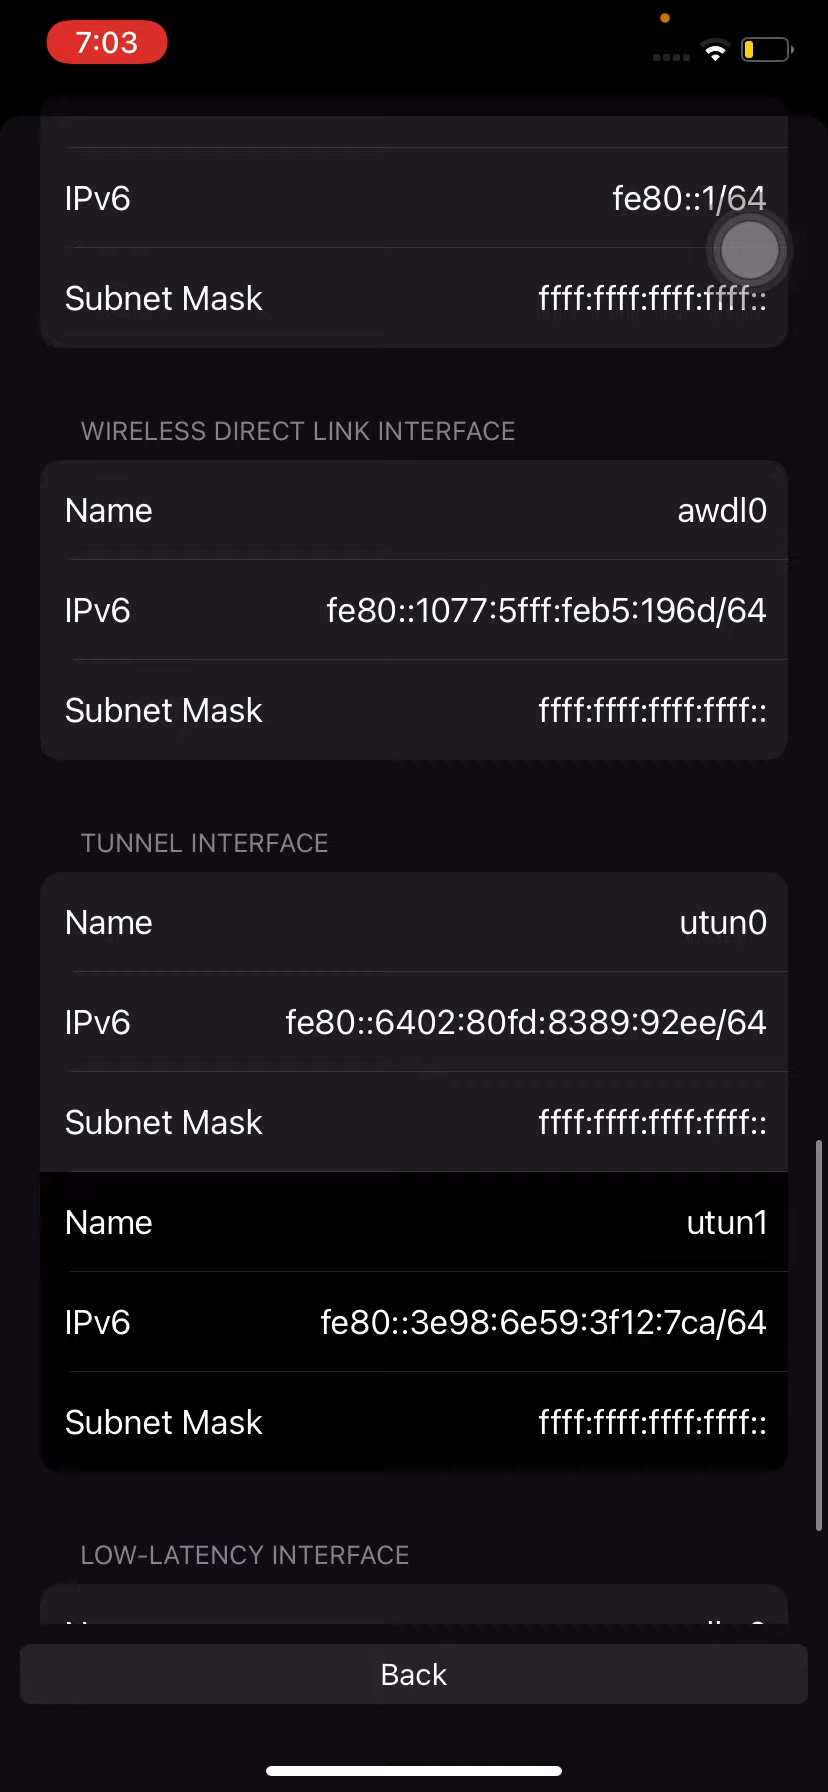 7:03
IPv6 fe80::1/64
Subnet Mask ffff:ffff:ffff:ffff::
WIRELESS DIRECT LINK INTERFACE
Name awdl0
IPv6 fe80::1077:5fff:feb5:196d/64
Subnet Mask ffff:ffff:ffff:ffff::
TUNNEL INTERFACE
Name utun0
IPv6 fe80::6402:80fd:8389:92ee/64
Subnet Mask ffff:ffff:ffff:ffff::
Name utun1
IPv6 fe80::3e98:6e59:3f12:7ca/64
Subnet Mask ffff:ffff:ffff:ffff::
LOW-LATENCY INTERFACE
Back